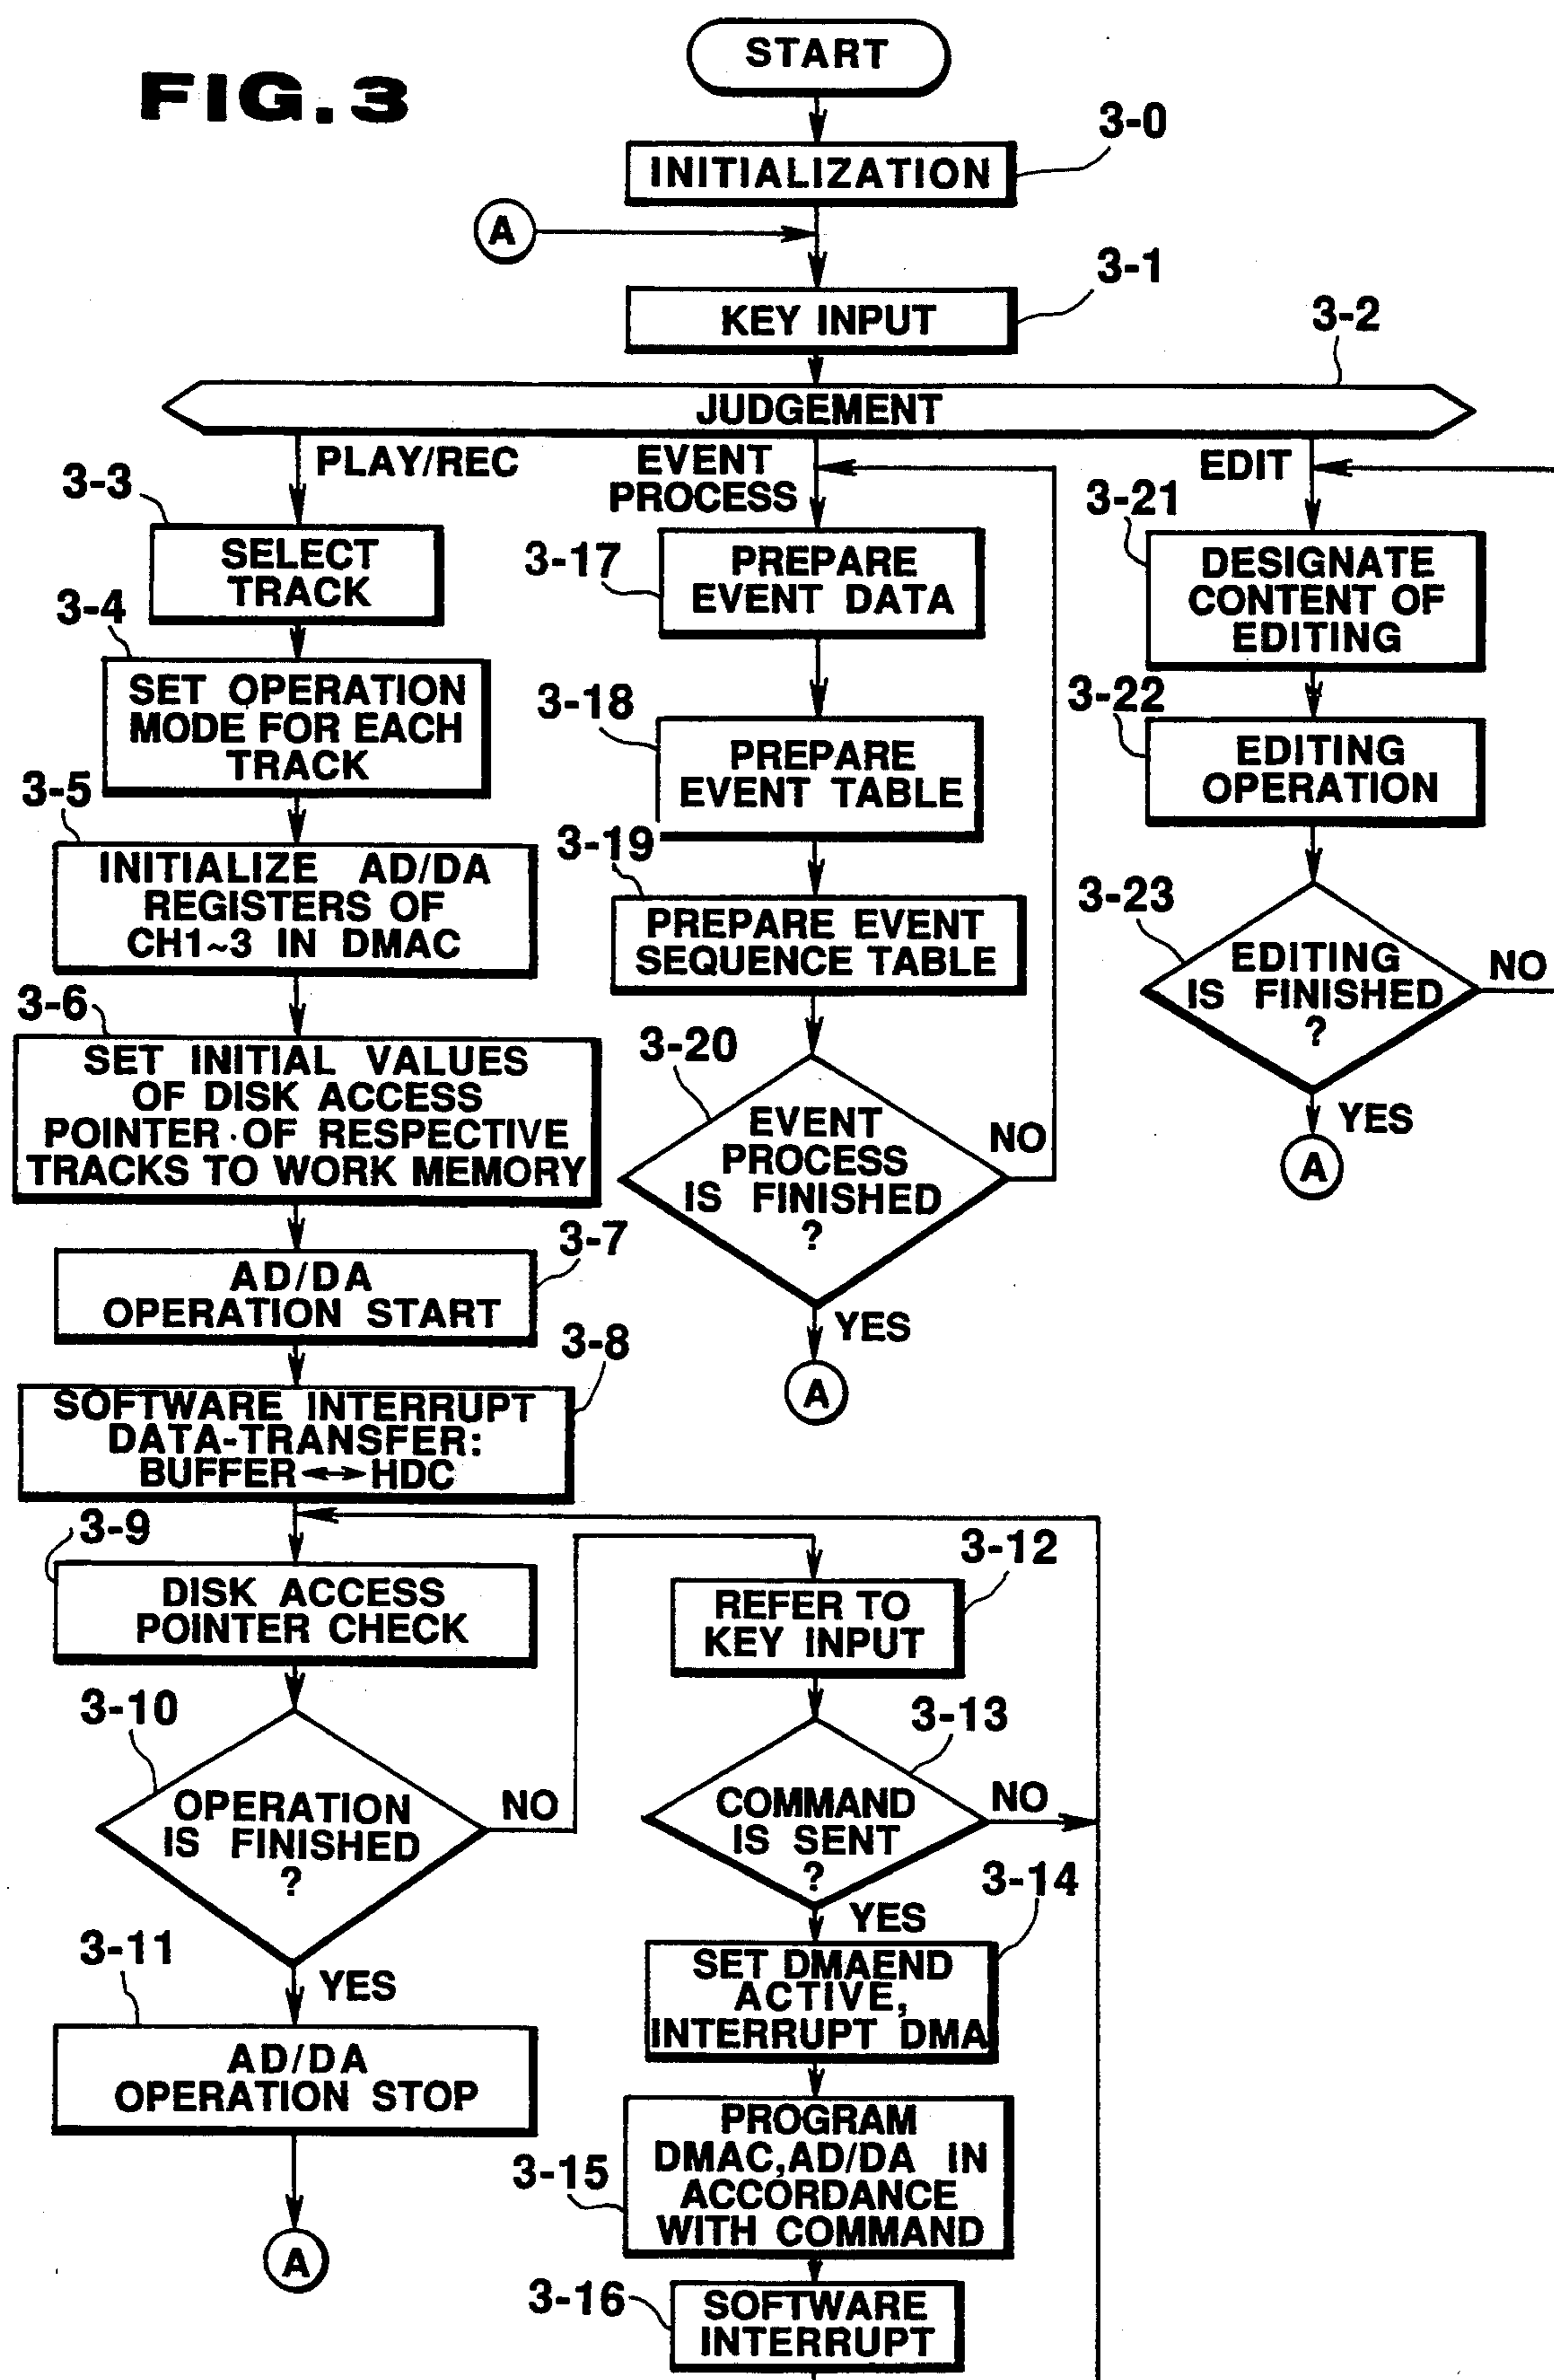 FIG. 3
START
3-0
INITIALIZATION
A
3-1
KEY INPUT
3-2
JUDGEMENT
PLAY/REC
3-3
SELECT
TRACK
3-4
SET OPERATION
MODE FOR EACH
TRACK
3-5
INITIALIZE AD/DA
REGISTERS OF
CH1~3 IN DMAC
3-6
SET INITIAL VALUES
OF DISK ACCESS
POINTER OF RESPECTIVE
TRACKS TO WORK MEMORY
3-7
AD/DA
OPERATION START
3-8
SOFTWARE INTERRUPT
DATA-TRANSFER:
BUFFER↔HDC
3-9
DISK ACCESS
POINTER CHECK
3-10
OPERATION
IS FINISHED
?
NO
YES
3-11
AD/DA
OPERATION STOP
A
3-12
REFER TO
KEY INPUT
3-13
COMMAND
IS SENT
?
NO
YES
3-14
SET DMAEND
ACTIVE,
INTERRUPT DMA
3-15
PROGRAM
DMAC,AD/DA IN
ACCORDANCE
WITH COMMAND
3-16
SOFTWARE
INTERRUPT
EVENT
PROCESS
3-17
PREPARE
EVENT DATA
3-18
PREPARE
EVENT TABLE
3-19
PREPARE EVENT
SEQUENCE TABLE
3-20
EVENT
PROCESS
IS FINISHED
?
NO
YES
A
EDIT
3-21
DESIGNATE
CONTENT OF
EDITING
3-22
EDITING
OPERATION
3-23
EDITING
IS FINISHED
?
NO
YES
A